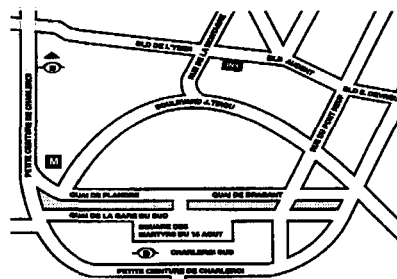 BLD DE L'YSER
RUE DE LA MONTAGNE
BLD AUDENT
BLD S. DEVREUX
BOULEVARD J. TIROU
RUE DU PONT NEUF
PETITE CEINTURE DE CHARLEROI
M
QUAI DE FLANDRE
QUAI DE BRABANT
QUAI DE LA GARE DU SUD
SQUARE DES
MARTYRS DU 18 AOUT
CHARLEROI SUD
PETITE CEINTURE DE CHARLEROI